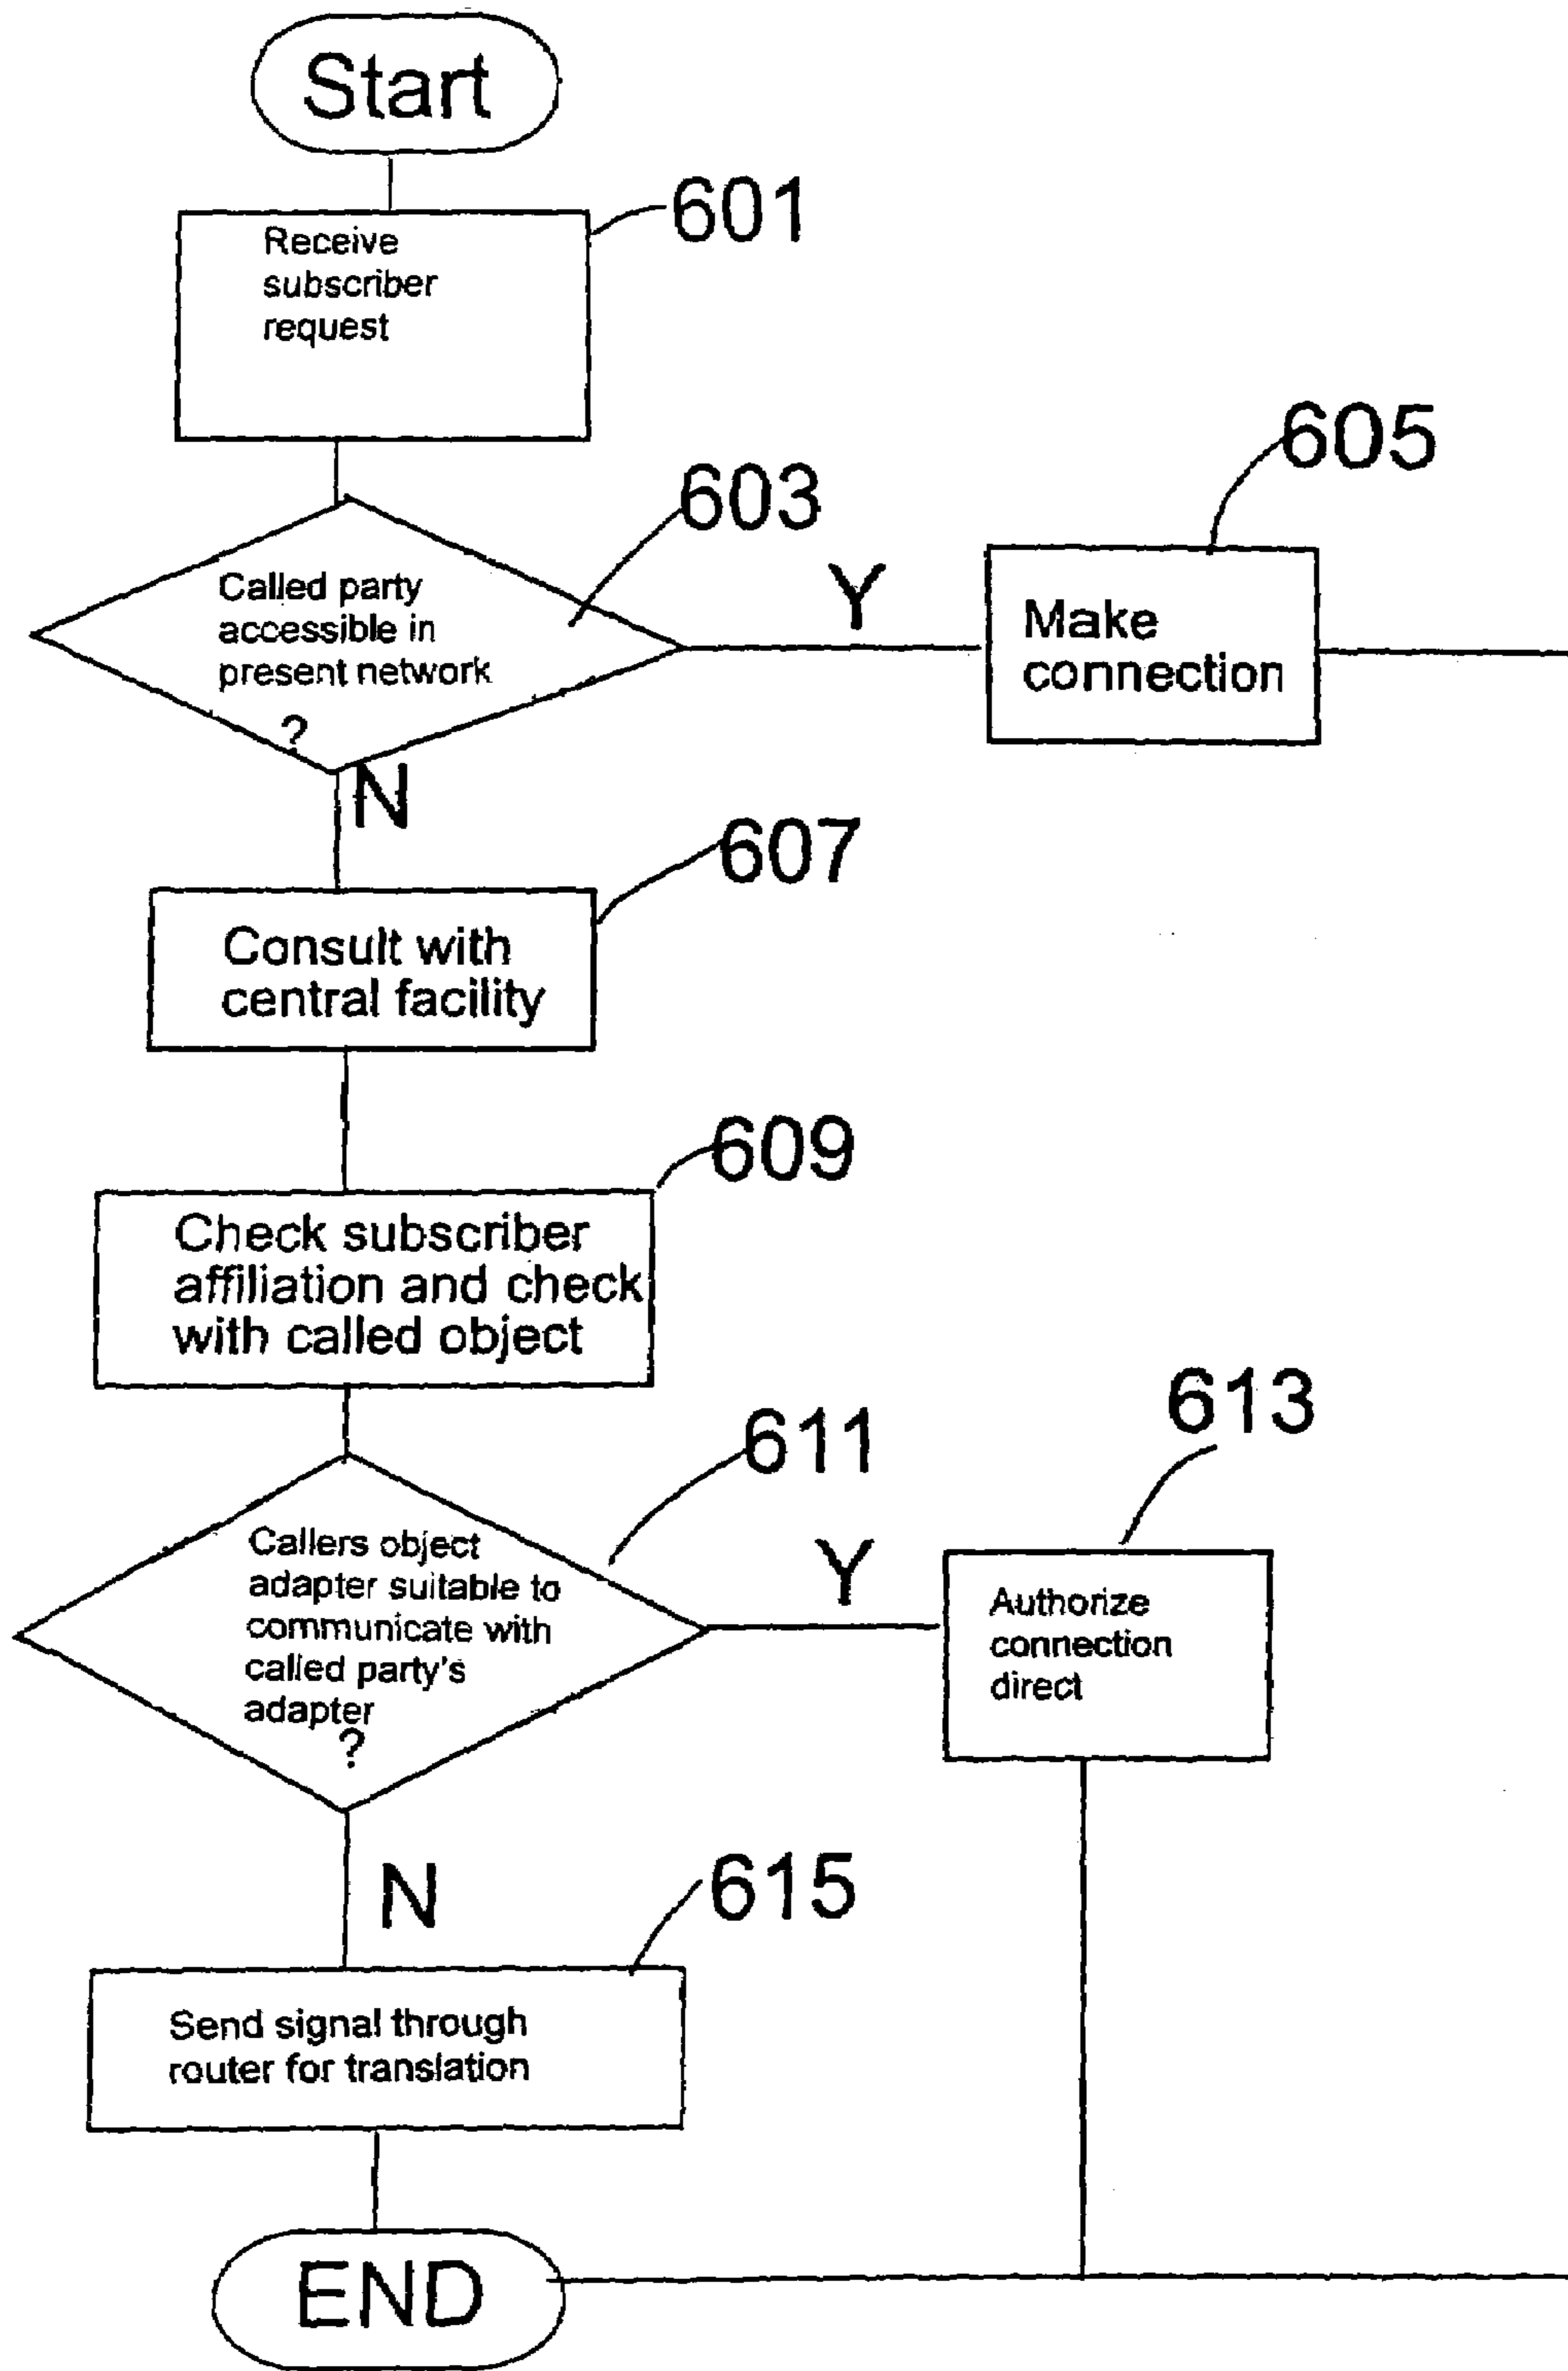 Start
601
Receive
subscriber
request
605
603
Called party
accessible in
present network
?
Y
Make
connection
N
607
Consult with
central facility
609
Check subscriber
affiliation and check
with called object
613
611
Callers object
adapter suitable to
communicate with
called party's
adapter
?
Y
Authorize
connection
direct
N
615
Send signal through
router for translation
END